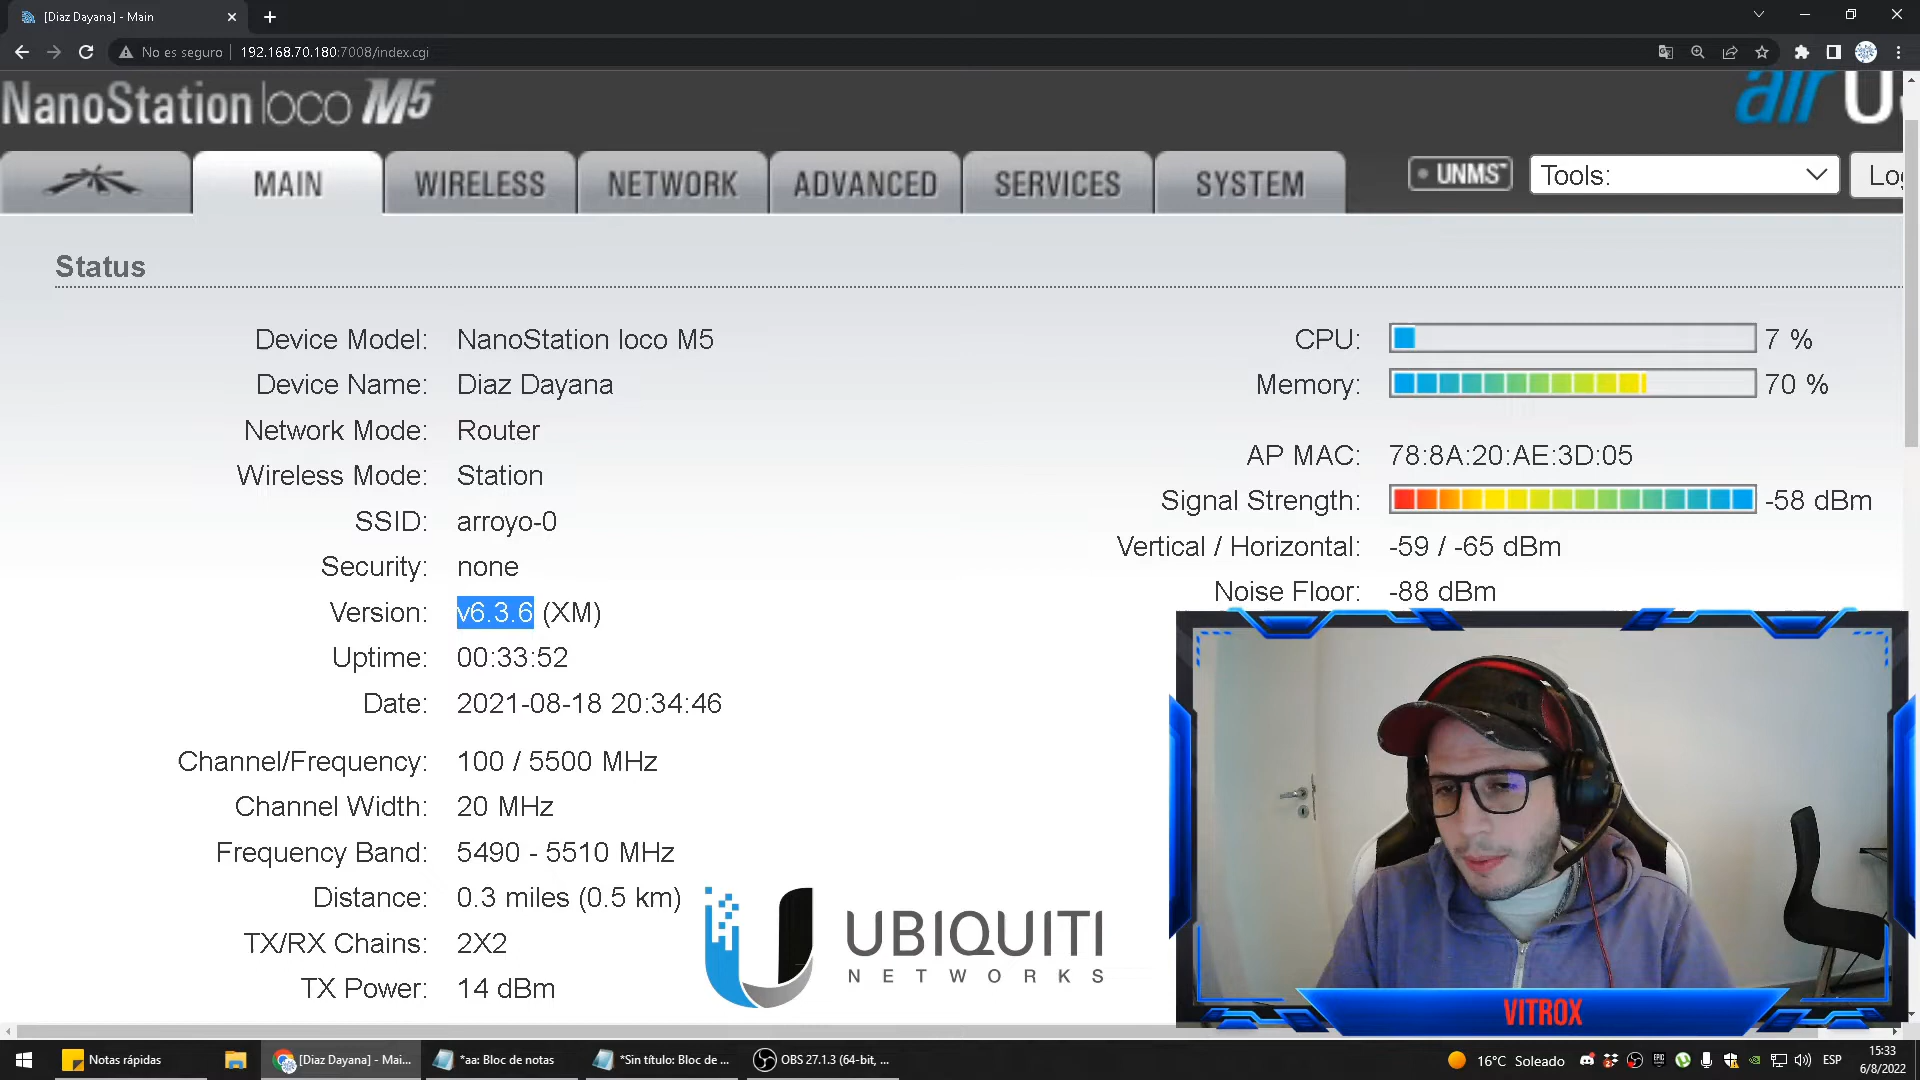 [Diaz Dayana] - Main
No es seguro
192.168.70.180:7008/index.cgi
NanoStation loco M5
air
MAIN
WIRELESS
NETWORK
ADVANCED
SERVICES
SYSTEM
UNMS™
Tools:
Status
Device Model: NanoStation loco M5
Device Name: Diaz Dayana
Network Mode: Router
Wireless Mode: Station
SSID: arroyo-0
Security: none
Version: v6.3.6 (XM)
Uptime: 00:33:52
Date: 2021-08-18 20:34:46
Channel/Frequency: 100 / 5500 MHz
Channel Width: 20 MHz
Frequency Band: 5490 - 5510 MHz
Distance: 0.3 miles (0.5 km)
TX/RX Chains: 2X2
TX Power: 14 dBm
CPU: 7 %
Memory: 70 %
AP MAC: 78:8A:20:AE:3D:05
Signal Strength: -58 dBm
Vertical / Horizontal: -59 / -65 dBm
Noise Floor: -88 dBm
UBIQUITI
NETWORKS
VITROX
Notas rápidas
[Diaz Dayana] - Mai...
*aa: Bloc de notas
*Sin título: Bloc de ...
OBS 27.1.3 (64-bit, ...
16°C Soleado
ESP
15:33
6/8/2022